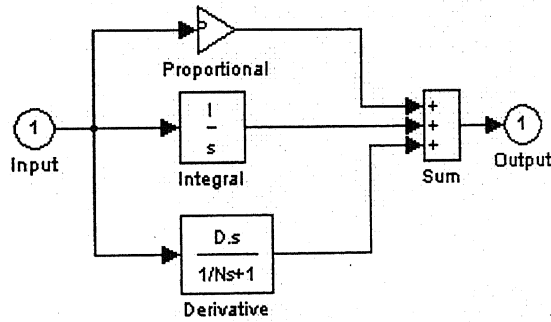 Proportional
1
Input
I
s
Integral
D.s
1/Ns+1
Derivative
+
+
+
Sum
1
Output